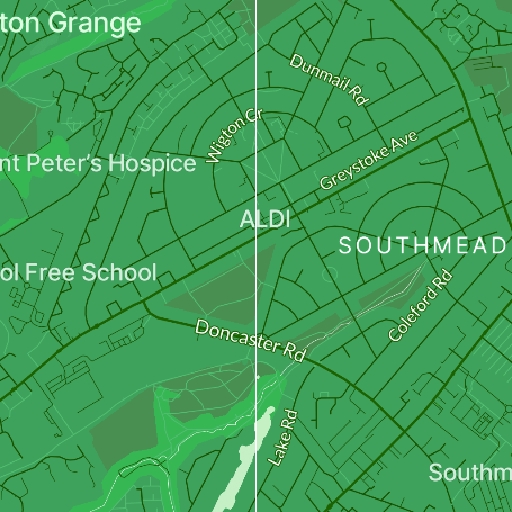 ton Grange
Dunmail Rd
Wigton Cr
nt Peter's Hospice
Greystoke Ave
ALDI
SOUTHMEAD
ol Free School
Coleford Rd
Doncaster Rd
Lake Rd
Southm